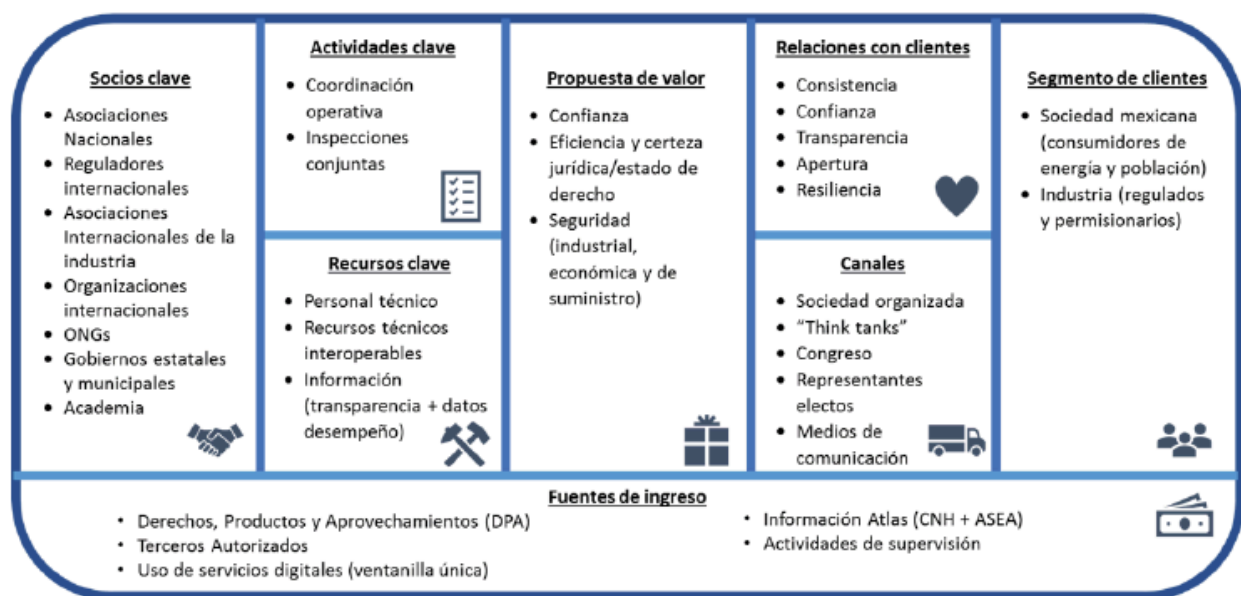 Socios clave
• Asociaciones
Nacionales
• Reguladores
internacionales
• Asociaciones
Internacionales de la
industria
• Organizaciones
internacionales
• ONGs
• Gobiernos estatales
y municipales
• Academia
Actividades clave
• Coordinación
operativa
• Inspecciones
conjuntas
Recursos clave
• Personal técnico
• Recursos técnicos
interoperables
• Información
(transparencia + datos
desempeño)
Propuesta de valor
• Confianza
• Eficiencia y certeza
jurídica/estado de
derecho
• Seguridad
(industrial,
económica y de
suministro)
Relaciones con clientes
• Consistencia
• Confianza
• Transparencia
• Apertura
• Resiliencia
Canales
• Sociedad organizada
• “Think tanks”
• Congreso
• Representantes
electos
• Medios de
comunicación
Segmento de clientes
• Sociedad mexicana
(consumidores de
energía y población)
• Industria (regulados
y permisionarios)
Fuentes de ingreso
• Derechos, Productos y Aprovechamientos (DPA)
• Terceros Autorizados
• Uso de servicios digitales (ventanilla única)
• Información Atlas (CNH + ASEA)
• Actividades de supervisión